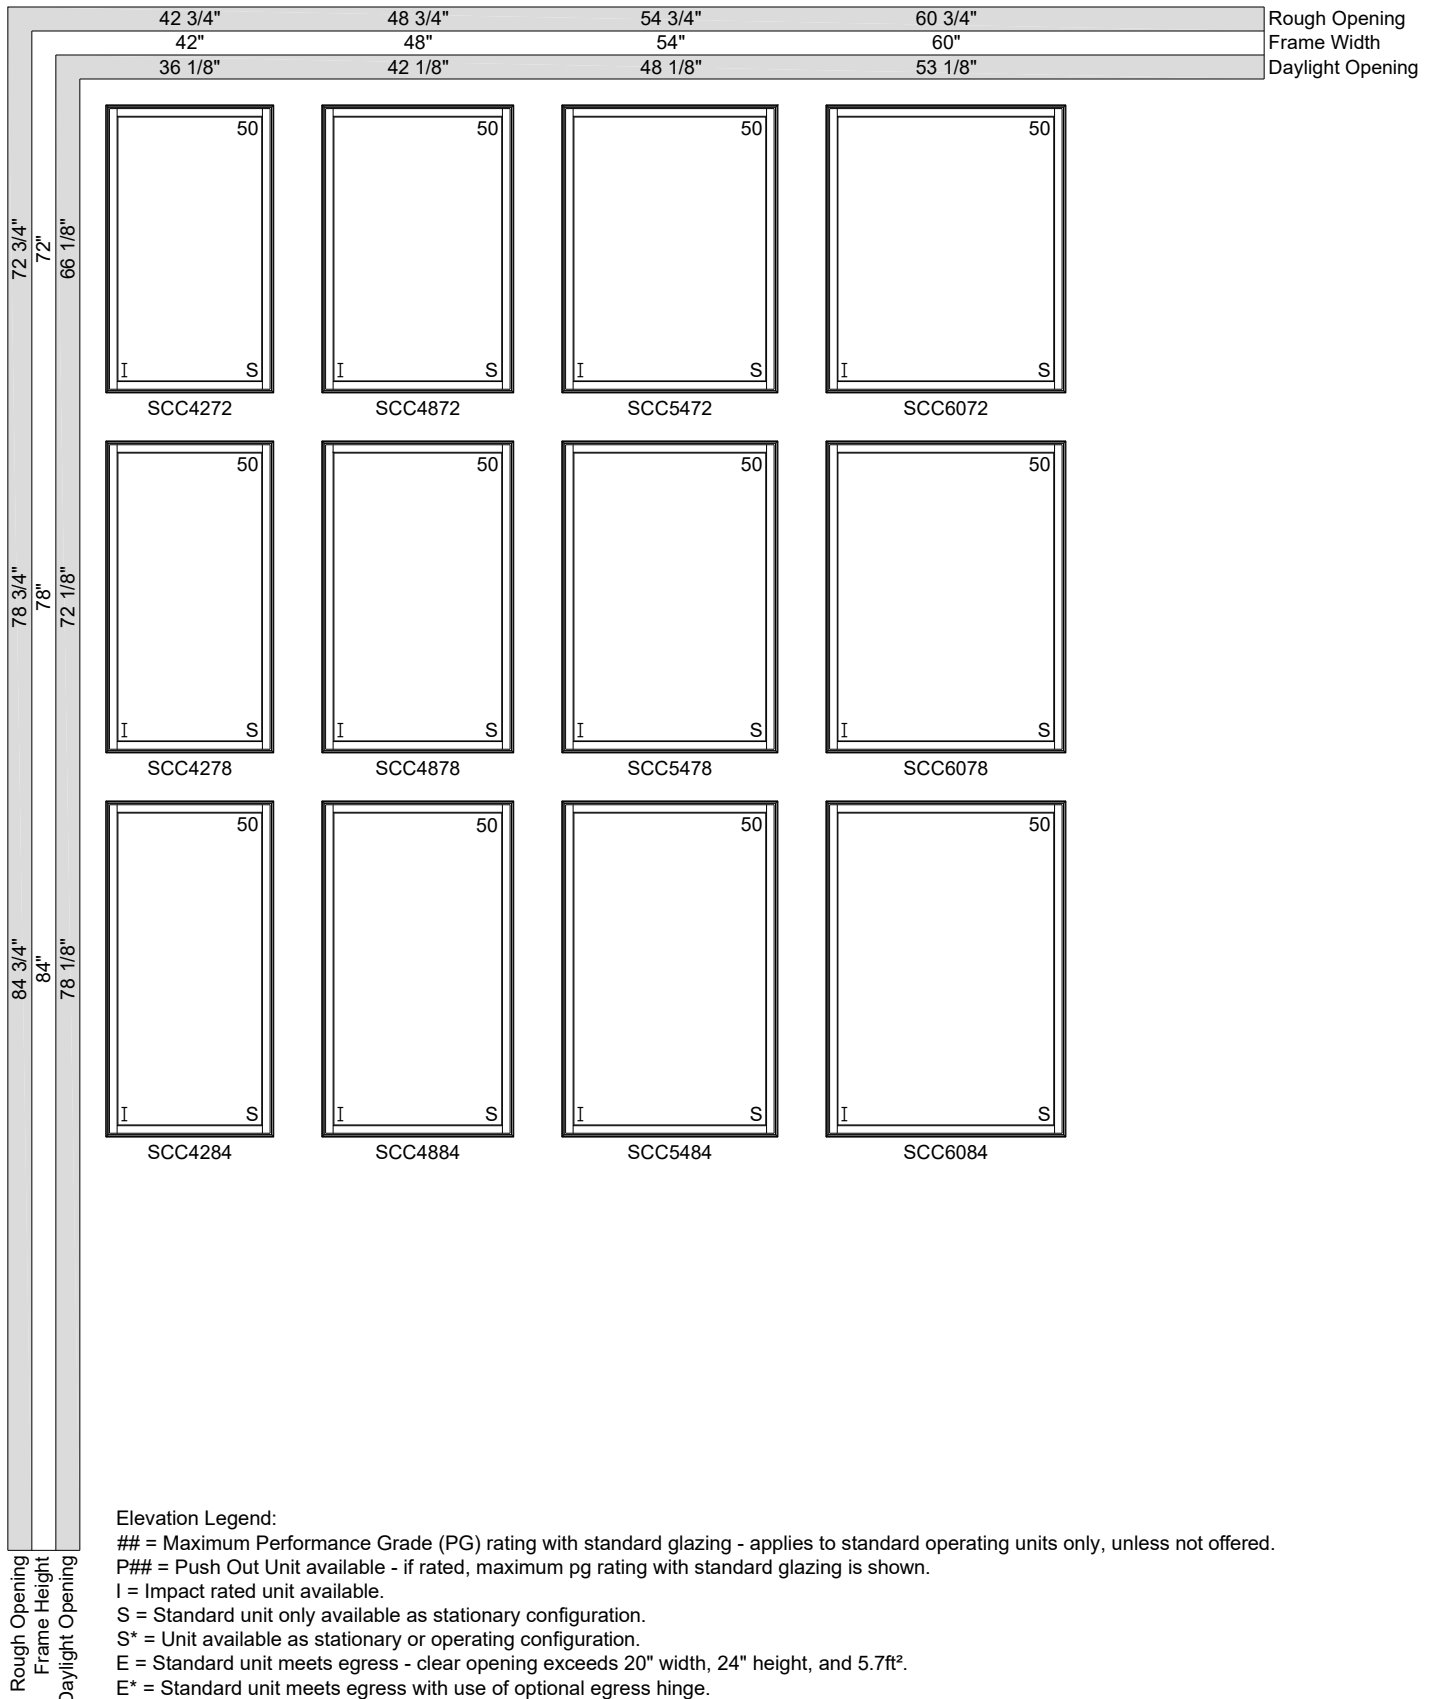 42 3/4" 48 3/4" 54 3/4" 60 3/4" Rough Opening
42" 48" 54" 60" Frame Width
36 1/8" 42 1/8" 48 1/8" 53 1/8" Daylight Opening
72 3/4"
72"
66 1/8"
50 50 50 50
I S I S I S I S
SCC4272 SCC4872 SCC5472 SCC6072
78 3/4"
78"
72 1/8"
50 50 50 50
I S I S I S I S
SCC4278 SCC4878 SCC5478 SCC6078
84 3/4"
84"
78 1/8"
50 50 50 50
I S I S I S I S
SCC4284 SCC4884 SCC5484 SCC6084
Rough Opening
Frame Height
Daylight Opening
Elevation Legend:
## = Maximum Performance Grade (PG) rating with standard glazing - applies to standard operating units only, unless not offered.
P## = Push Out Unit available - if rated, maximum pg rating with standard glazing is shown.
I = Impact rated unit available.
S = Standard unit only available as stationary configuration.
S* = Unit available as stationary or operating configuration.
E = Standard unit meets egress - clear opening exceeds 20" width, 24" height, and 5.7ft².
E* = Standard unit meets egress with use of optional egress hinge.